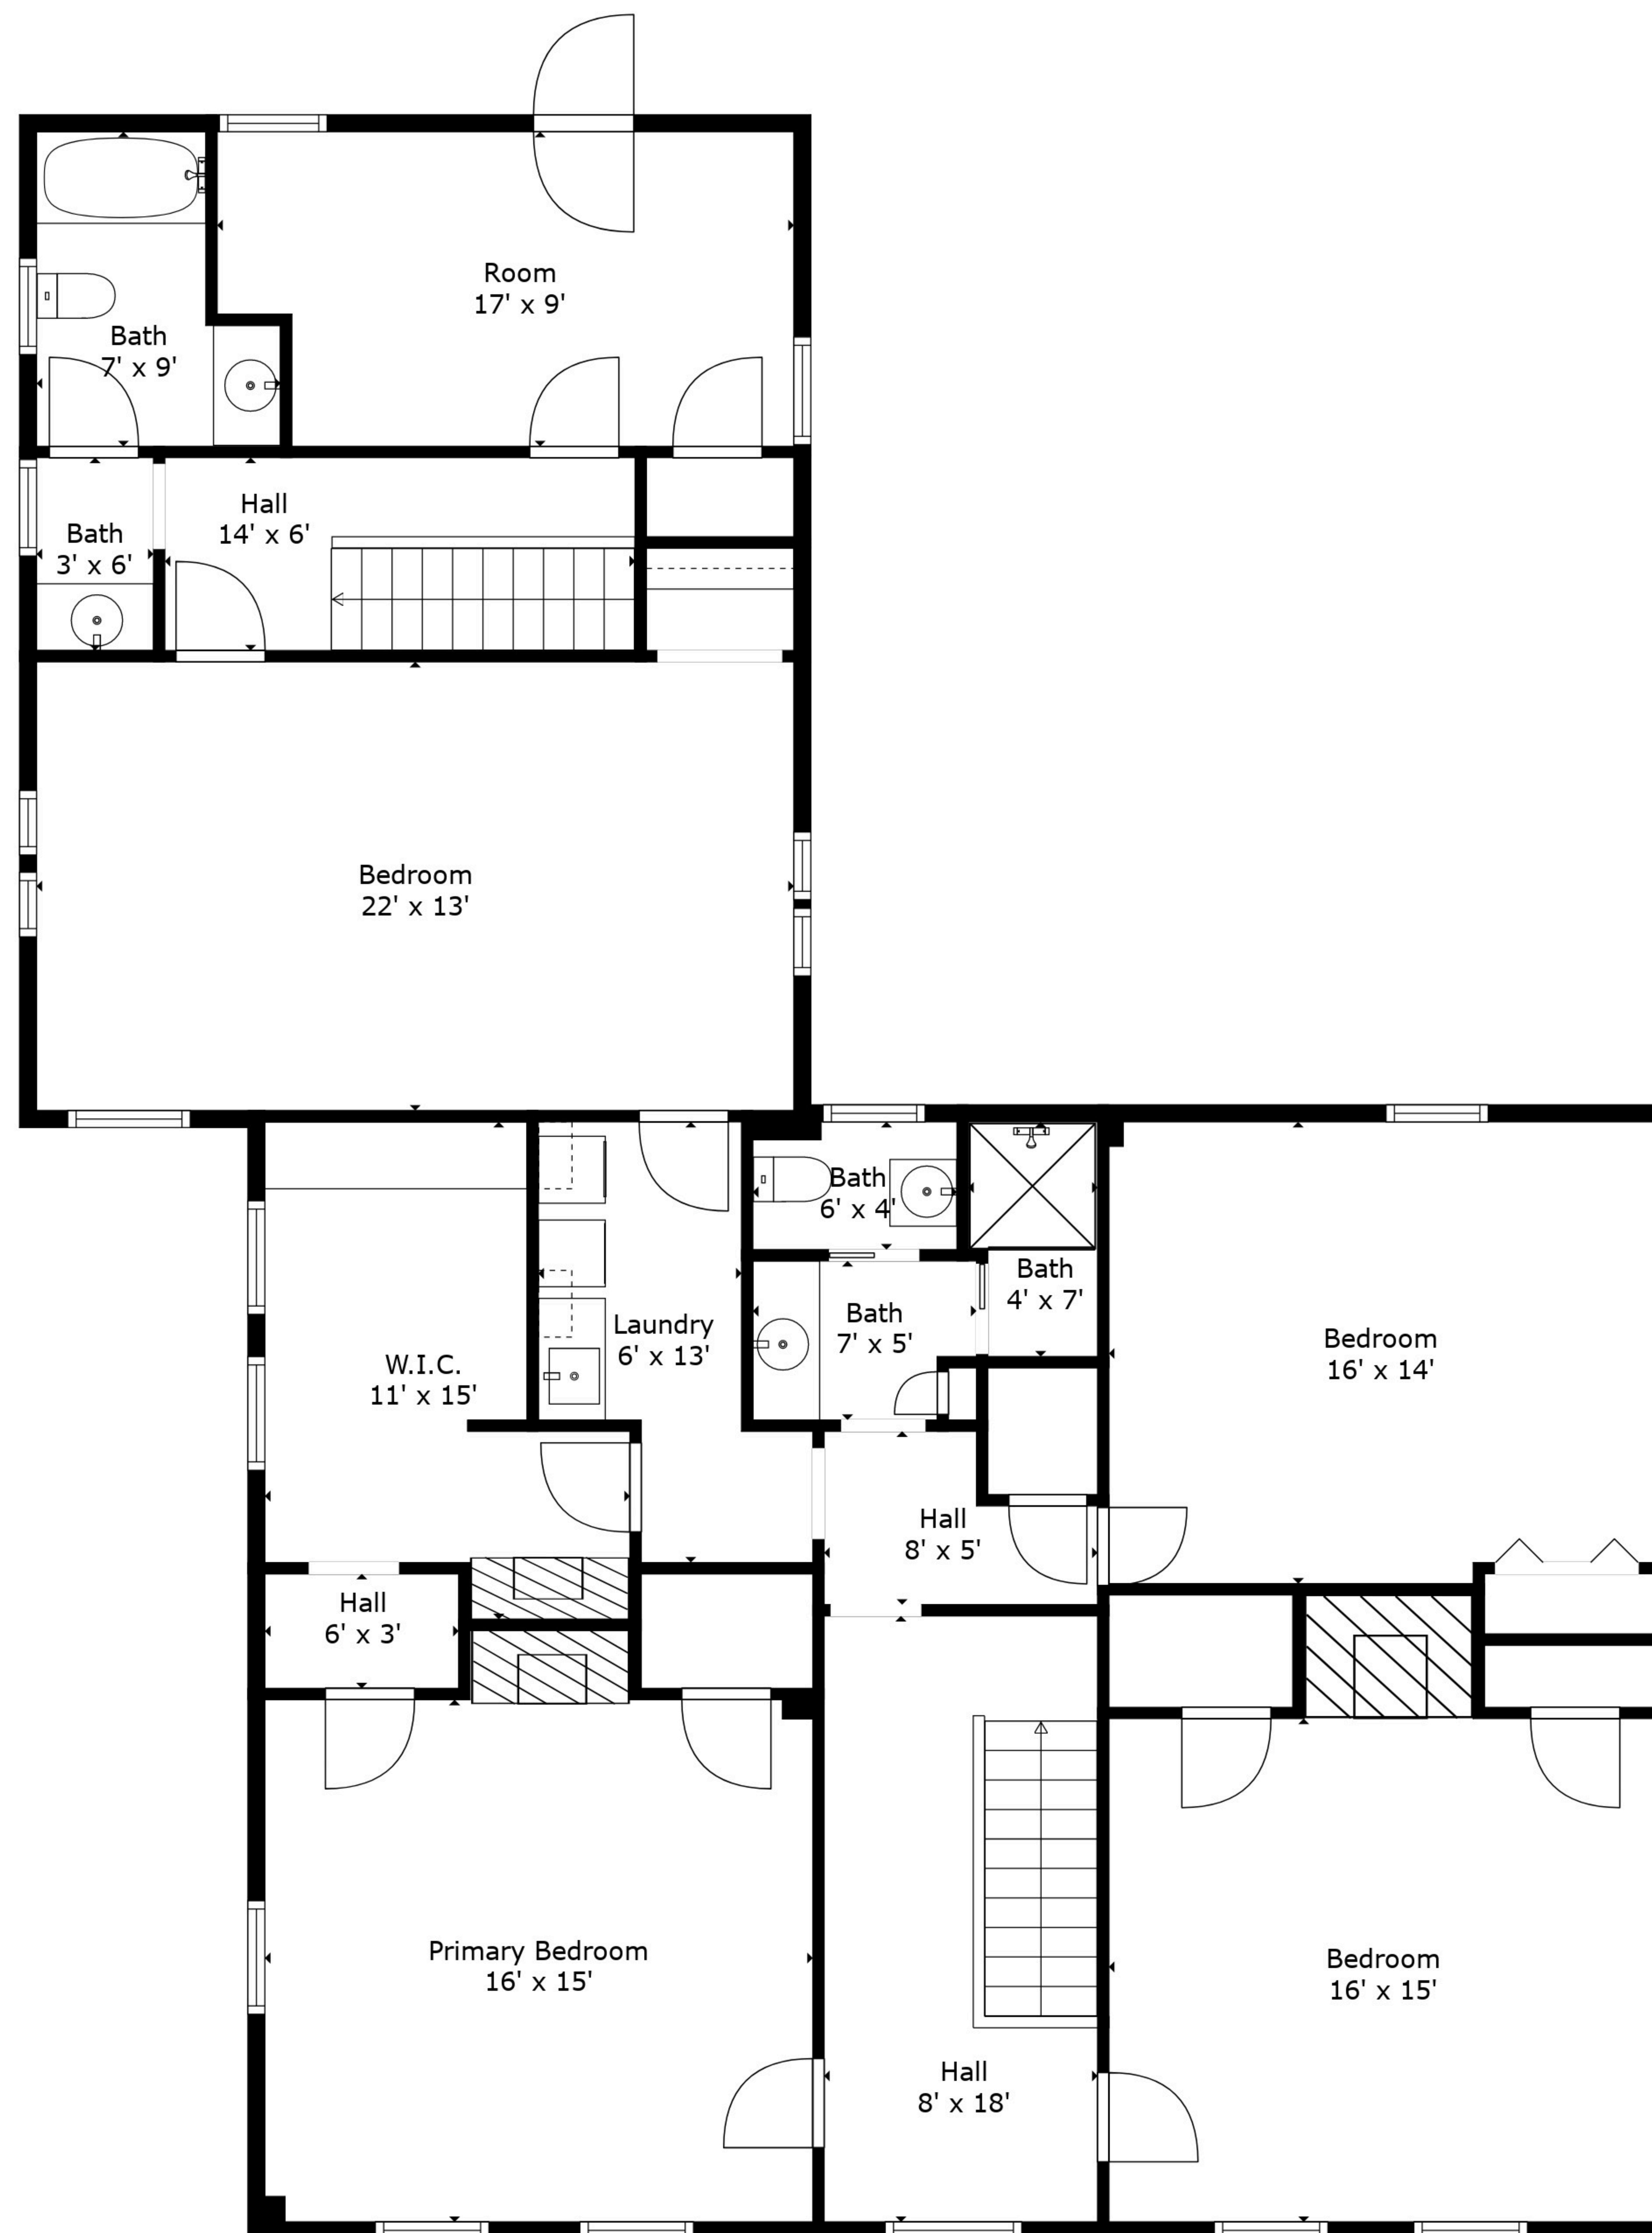 Room
17' x 9'
Bath
7' x 9'
Hall
14' x 6'
Bath
3' x 6'
Bedroom
22' x 13'
Bath
6' x 4'
Bath
4' x 7'
Bath
7' x 5'
Laundry
6' x 13'
W.I.C.
11' x 15'
Bedroom
16' x 14'
Hall
8' x 5'
Hall
6' x 3'
Primary Bedroom
16' x 15'
Bedroom
16' x 15'
Hall
8' x 18'